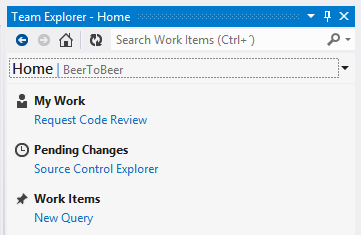 Team Explorer - Home
Search Work Items (Ctrl+´)
Home | BeerToBeer
My Work
Request Code Review
Pending Changes
Source Control Explorer
Work Items
New Query